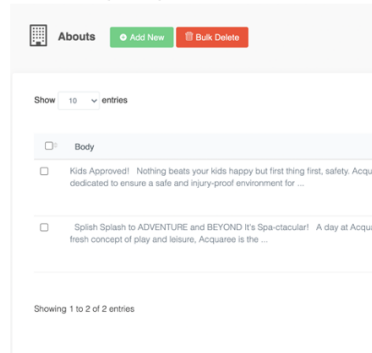 Abouts
Add New
Bulk Delete
Show 10 entries
Body
Kids Approved! Nothing beats your kids happy but first thing first, safety. Acqu
dedicated to ensure a safe and injury-proof environment for ...
Splish Splash to ADVENTURE and BEYOND It's Spa-ctacular! A day at Acqua
fresh concept of play and leisure, Acquaree is the ...
Showing 1 to 2 of 2 entries